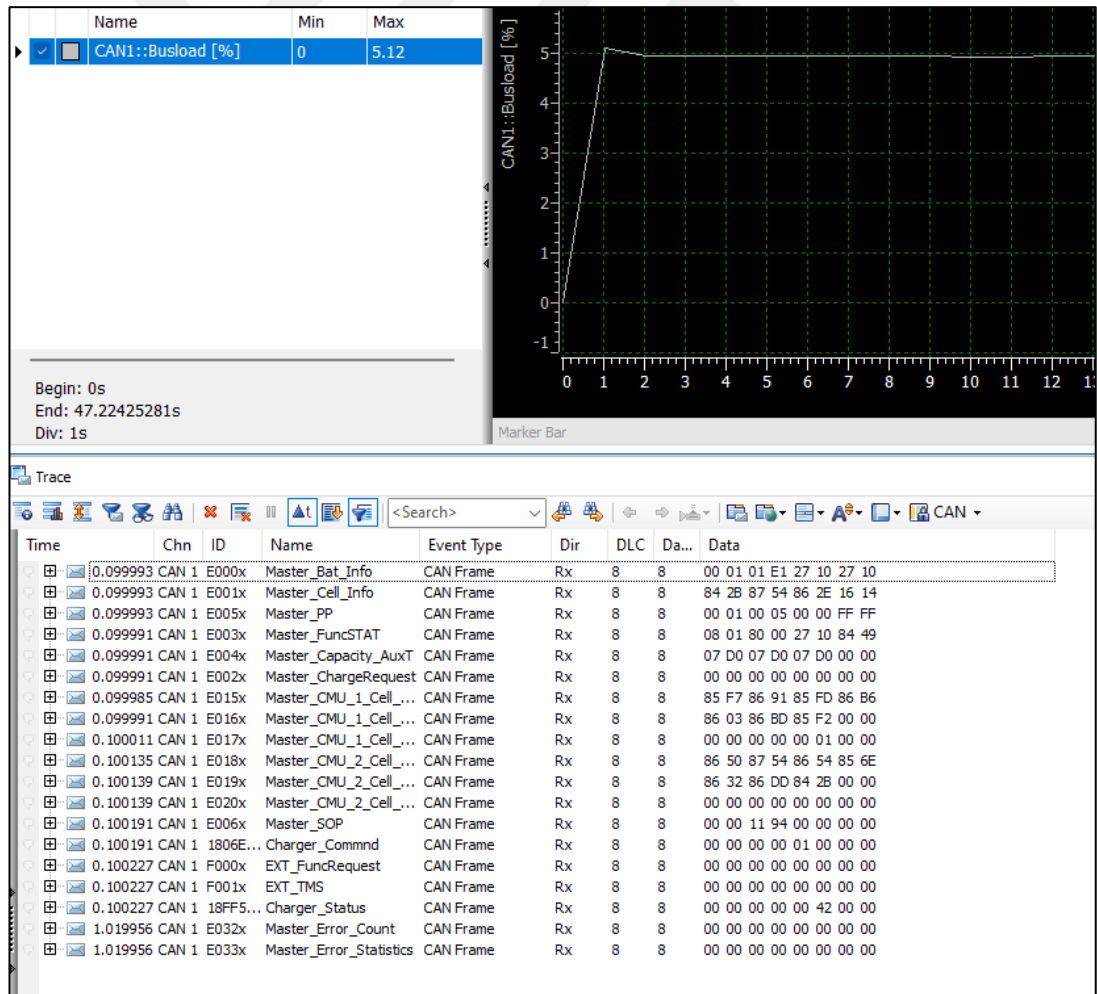 Name Min Max
CAN1::Busload [%] 0 5.12
Begin: 0s
End: 47.22425281s
Div: 1s
CAN1::Busload [%]
5
4
3
2
1
0
-1
0 1 2 3 4 5 6 7 8 9 10 11 12
Marker Bar
Trace
Δt <Search> A CAN
Time Chn ID Name Event Type Dir DLC Da... Data
0.099993 CAN 1 E000x Master_Bat_Info CAN Frame Rx 8 8 00 01 01 E1 27 10 27 10
0.099993 CAN 1 E001x Master_Cell_Info CAN Frame Rx 8 8 84 2B 87 54 86 2E 16 14
0.099993 CAN 1 E005x Master_PP CAN Frame Rx 8 8 00 01 00 05 00 00 FF FF
0.099991 CAN 1 E003x Master_FuncSTAT CAN Frame Rx 8 8 08 01 80 00 27 10 84 49
0.099991 CAN 1 E004x Master_Capacity_AuxT CAN Frame Rx 8 8 07 D0 07 D0 07 D0 00 00
0.099991 CAN 1 E002x Master_ChargeRequest CAN Frame Rx 8 8 00 00 00 00 00 00 00 00
0.099985 CAN 1 E015x Master_CMU_1_Cell_... CAN Frame Rx 8 8 85 F7 86 91 85 FD 86 B6
0.099991 CAN 1 E016x Master_CMU_1_Cell_... CAN Frame Rx 8 8 86 03 86 BD 85 F2 00 00
0.100011 CAN 1 E017x Master_CMU_1_Cell_... CAN Frame Rx 8 8 00 00 00 00 00 01 00 00
0.100135 CAN 1 E018x Master_CMU_2_Cell_... CAN Frame Rx 8 8 86 50 87 54 86 54 85 6E
0.100139 CAN 1 E019x Master_CMU_2_Cell_... CAN Frame Rx 8 8 86 32 86 DD 84 2B 00 00
0.100139 CAN 1 E020x Master_CMU_2_Cell_... CAN Frame Rx 8 8 00 00 00 00 00 00 00 00
0.100191 CAN 1 E006x Master_SOP CAN Frame Rx 8 8 00 00 11 94 00 00 00 00
0.100191 CAN 1 1806E... Charger_Commnd CAN Frame Rx 8 8 00 00 00 00 01 00 00 00
0.100227 CAN 1 F000x EXT_FuncRequest CAN Frame Rx 8 8 00 00 00 00 00 00 00 00
0.100227 CAN 1 F001x EXT_TMS CAN Frame Rx 8 8 00 00 00 00 00 00 00 00
0.100227 CAN 1 18FF5... Charger_Status CAN Frame Rx 8 8 00 00 00 00 00 42 00 00
1.019956 CAN 1 E032x Master_Error_Count CAN Frame Rx 8 8 00 00 00 00 00 00 00 00
1.019956 CAN 1 E033x Master_Error_Statistics CAN Frame Rx 8 8 00 00 00 00 00 00 00 00